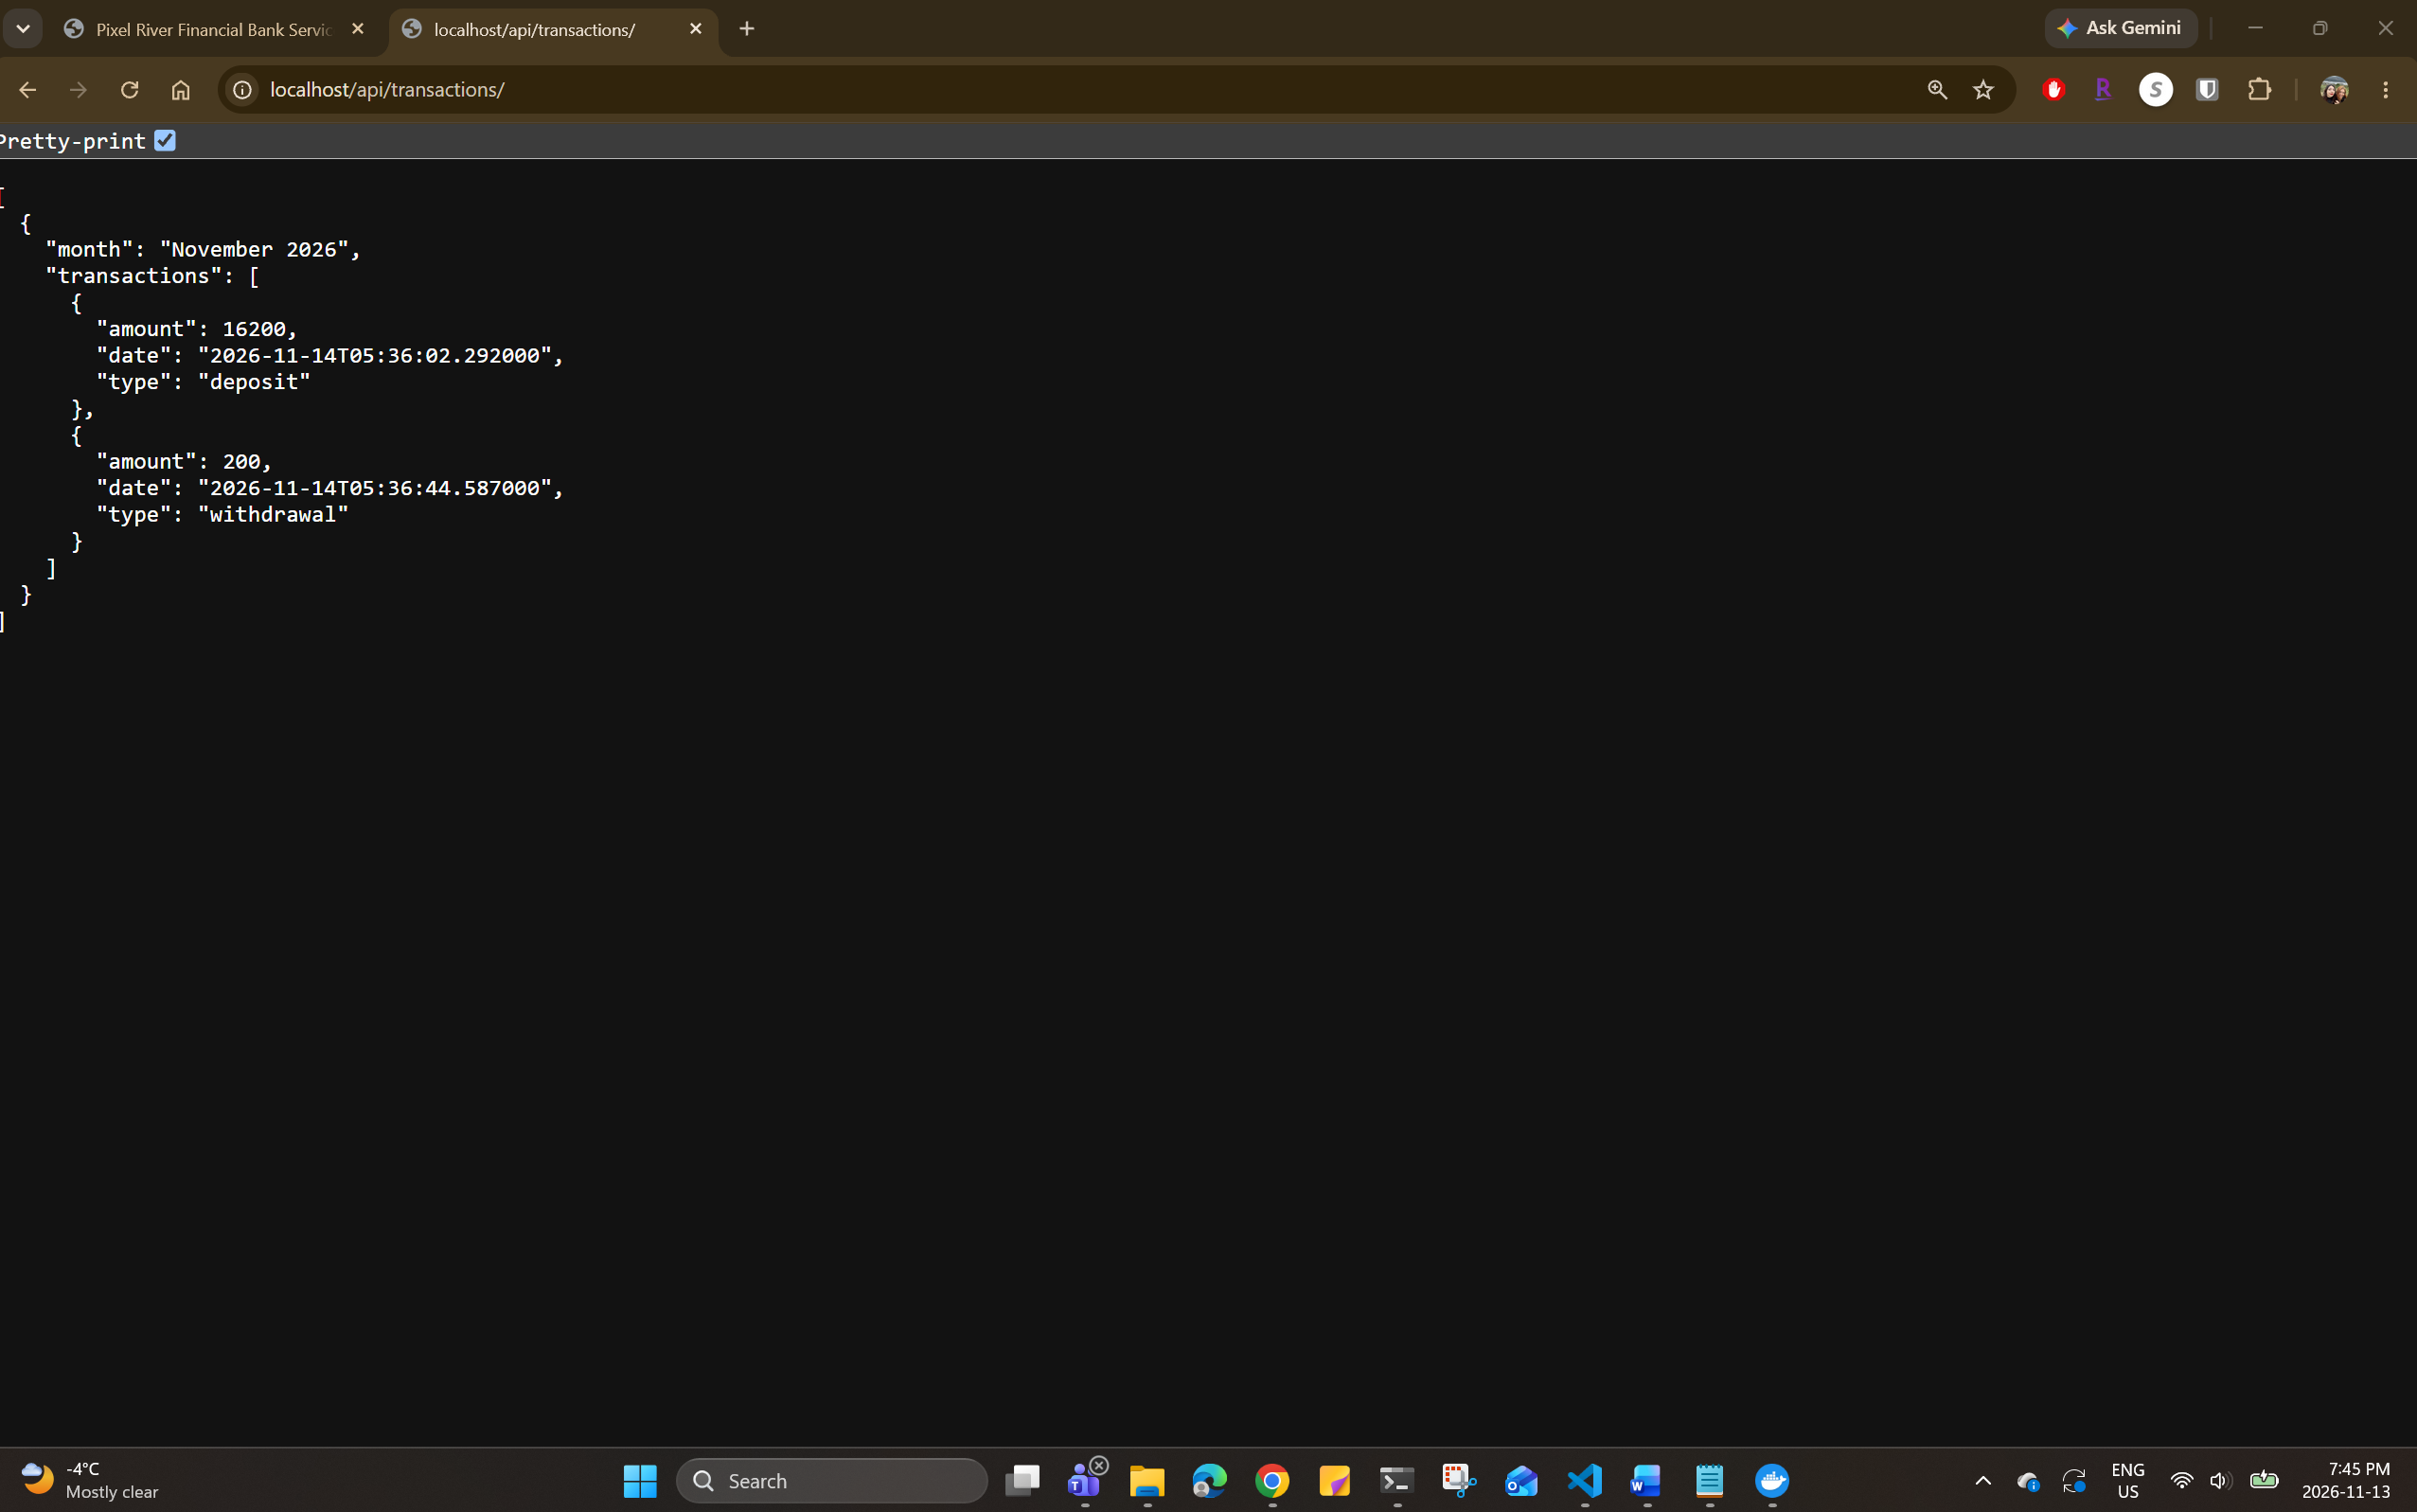 Pixel River Financial Bank Servic
localhost/api/transactions/
Ask Gemini
localhost/api/transactions/
Pretty-print
[
{
"month": "November 2026",
"transactions": [
{
"amount": 16200,
"date": "2026-11-14T05:36:02.292000",
"type": "deposit"
},
{
"amount": 200,
"date": "2026-11-14T05:36:44.587000",
"type": "withdrawal"
}
]
}
]
-4°C
Mostly clear
Search
ENG
US
7:45 PM
2026-11-13